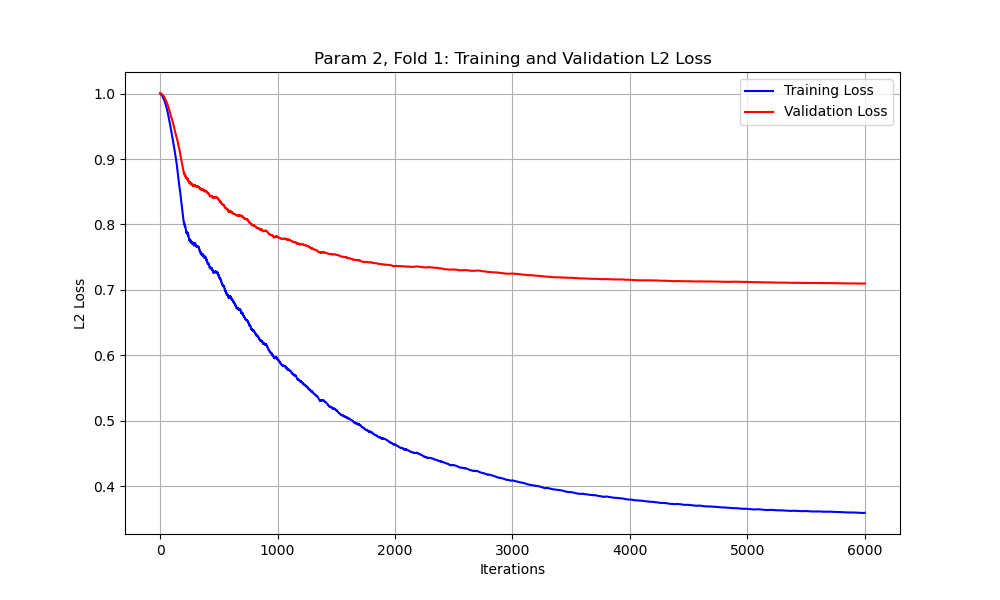 Param 2, Fold 1: Training and Validation L2 Loss
Training Loss
Validation Loss
L2 Loss
1.0
0.9
0.8
0.7
0.6
0.5
0.4
0 1000 2000 3000 4000 5000 6000
Iterations